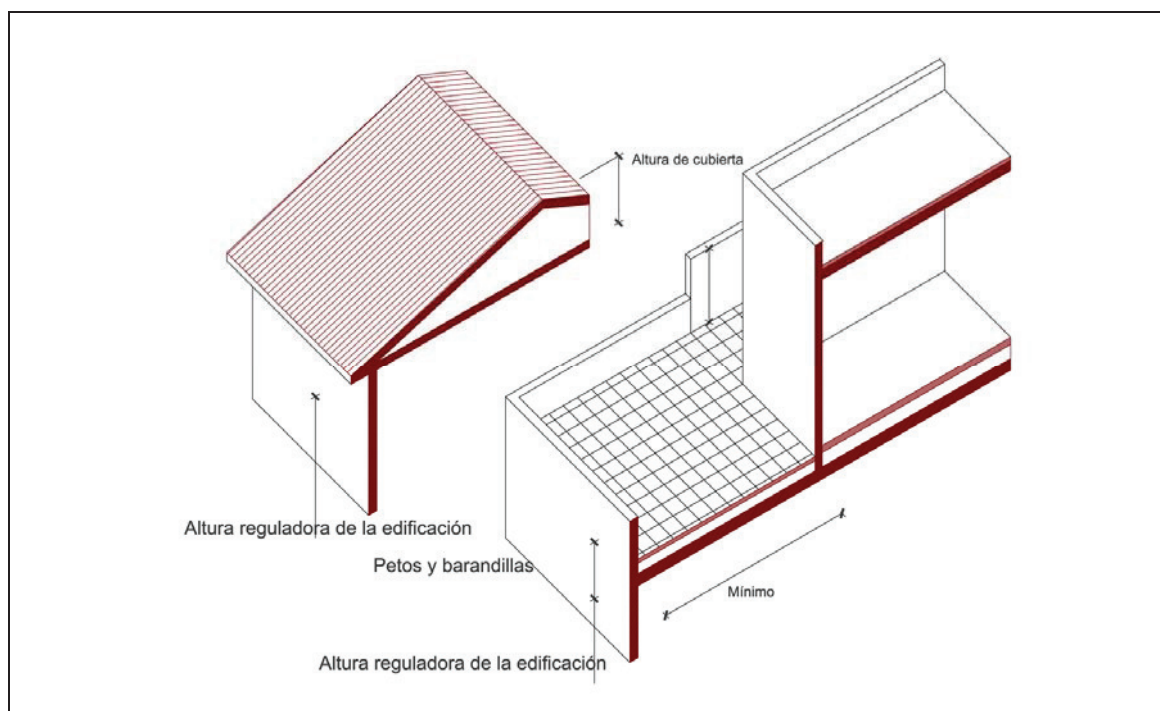 Altura de cubierta
Altura reguladora de la edificación
Petos y barandillas
Mínimo
Altura reguladora de la edificación